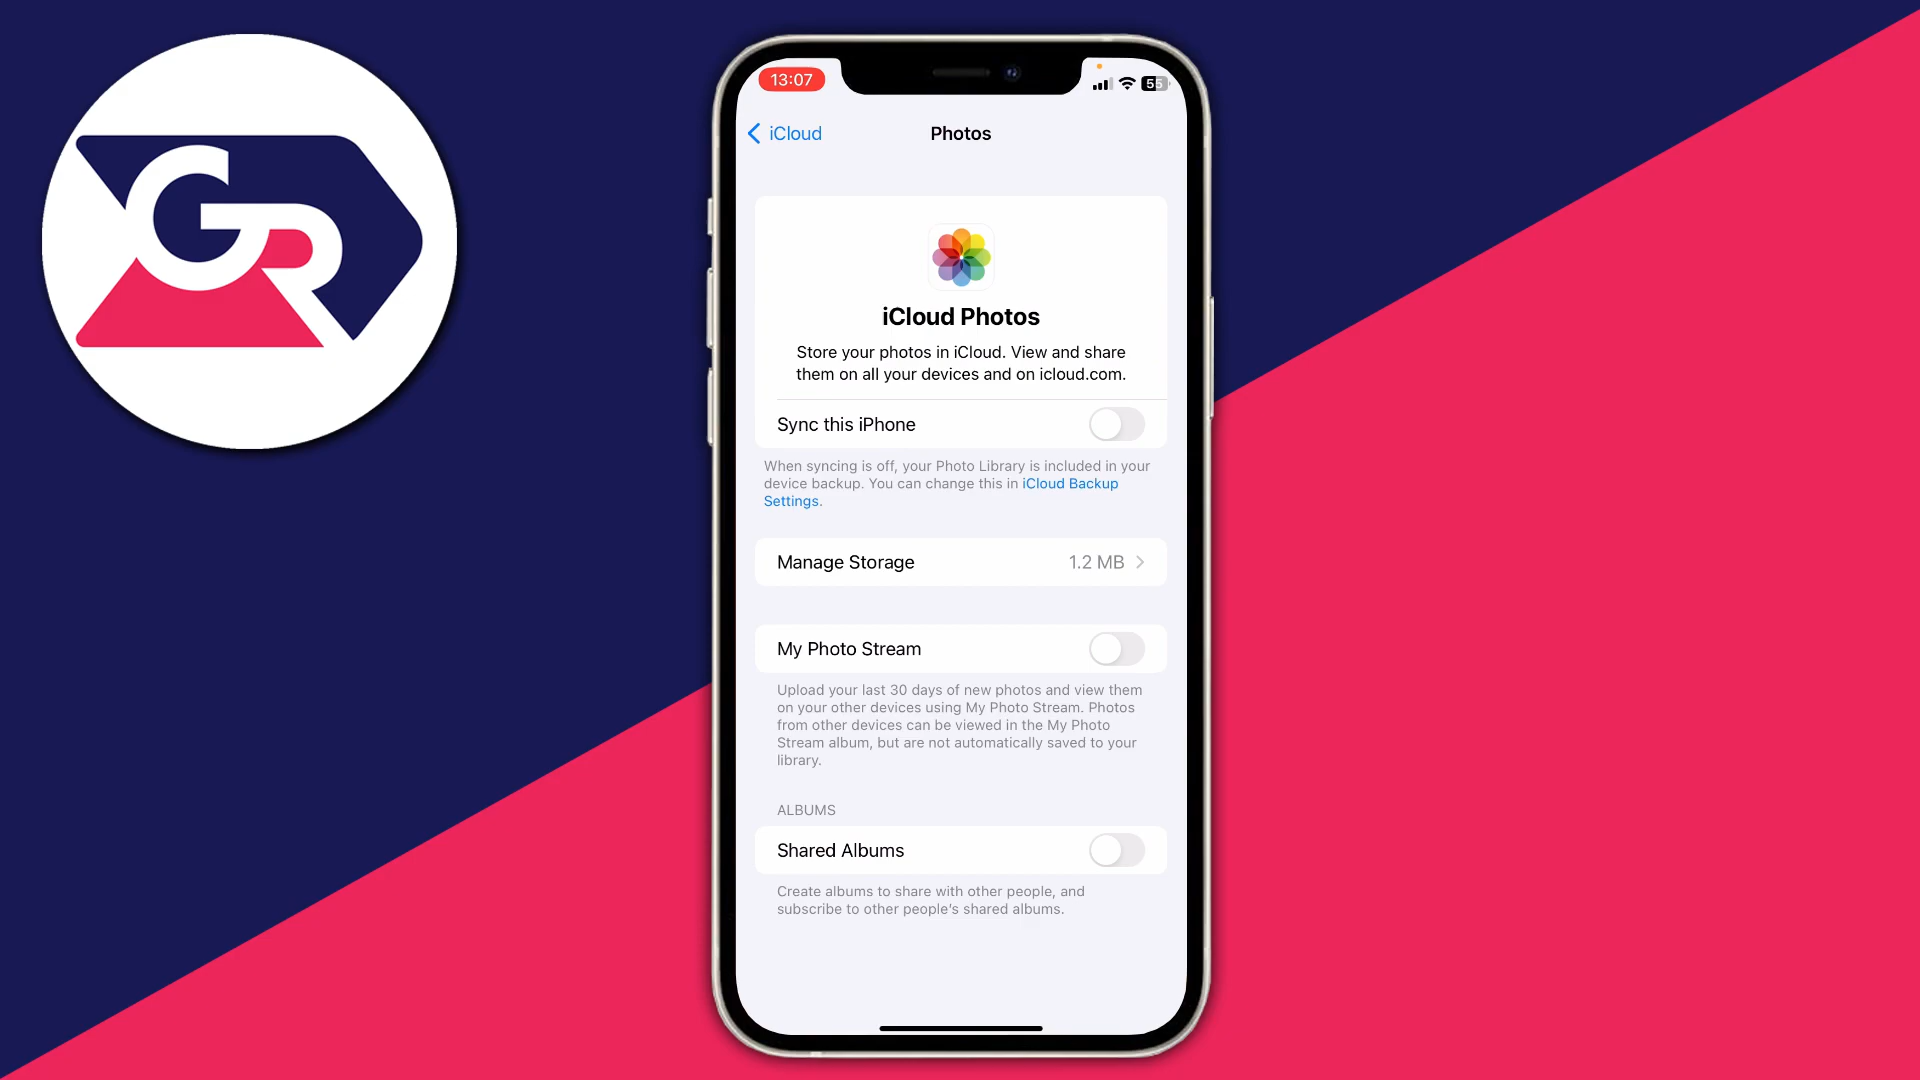 GR
13:07
55
iCloud
Photos
iCloud Photos
Store your photos in iCloud. View and share
them on all your devices and on icloud.com.
Sync this iPhone
When syncing is off, your Photo Library is included in your
device backup. You can change this in iCloud Backup
Settings.
Manage Storage 1.2 MB
My Photo Stream
Upload your last 30 days of new photos and view them
on your other devices using My Photo Stream. Photos
from other devices can be viewed in the My Photo
Stream album, but are not automatically saved to your
library.
ALBUMS
Shared Albums
Create albums to share with other people, and
subscribe to other people's shared albums.